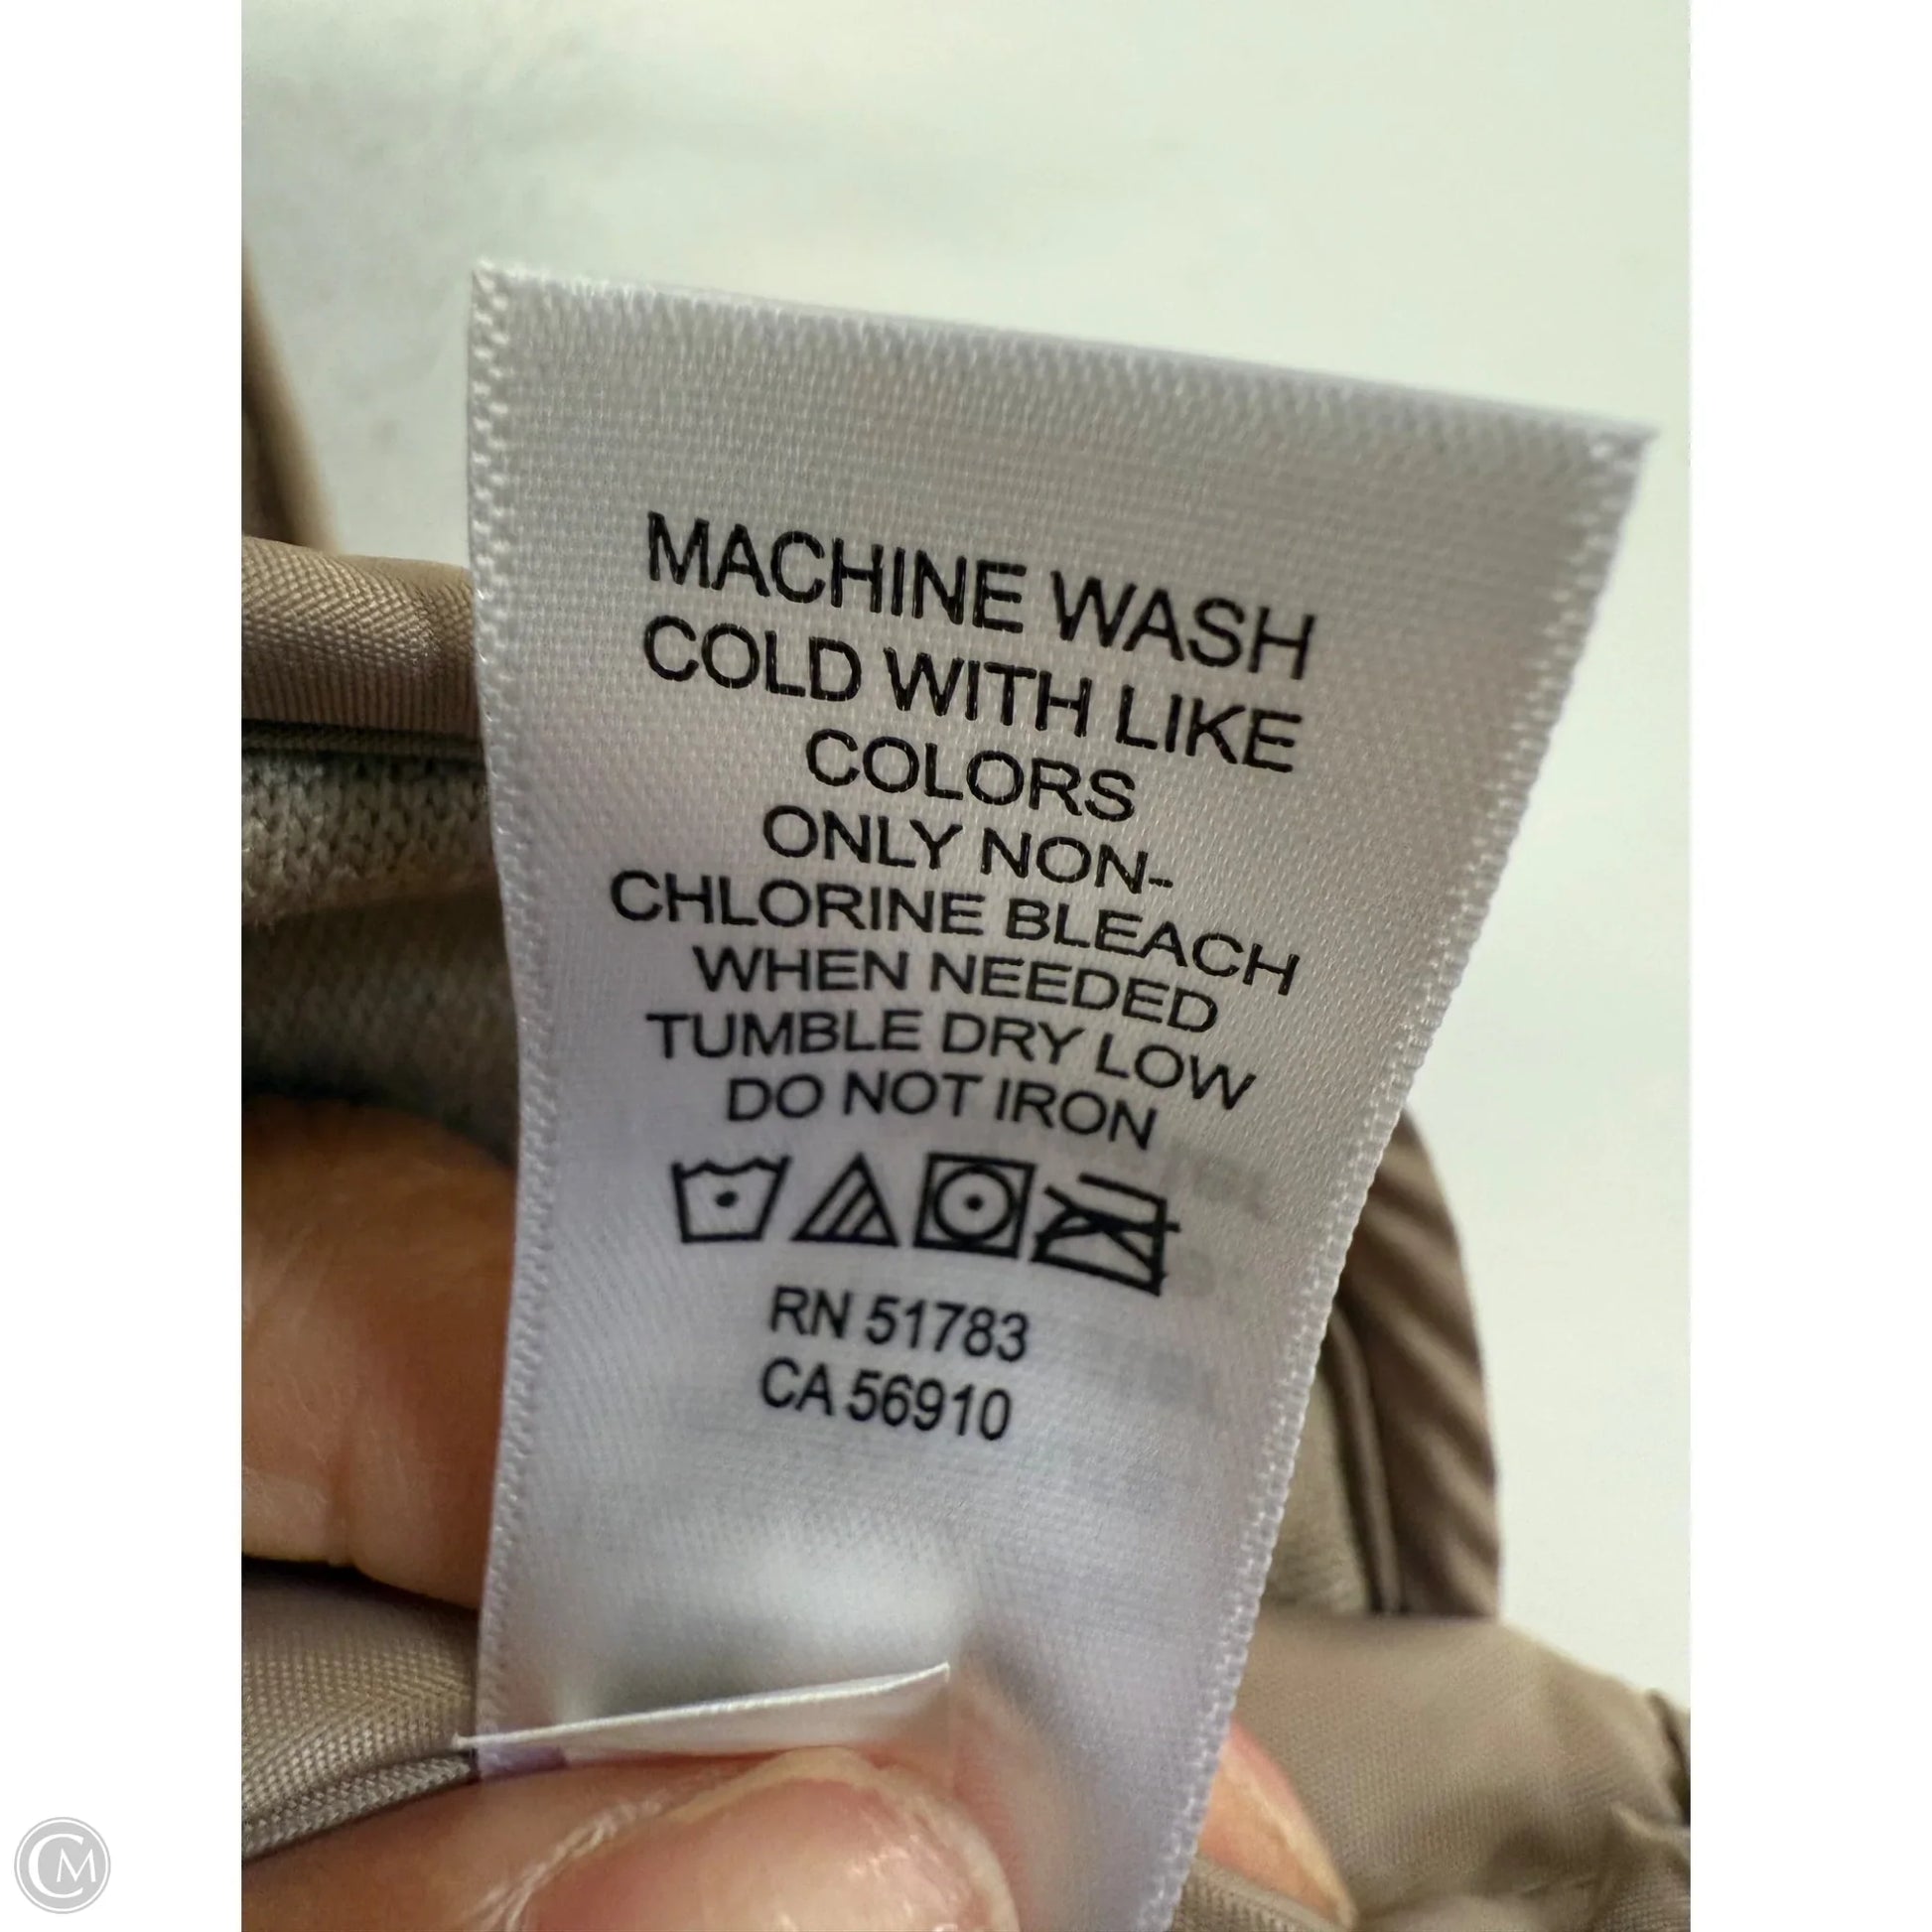 MACHINE WASH
COLD WITH LIKE
COLORS
ONLY NON-
CHLORINE BLEACH
WHEN NEEDED
TUMBLE DRY LOW
DO NOT IRON
RN 51783
CA 56910
CM